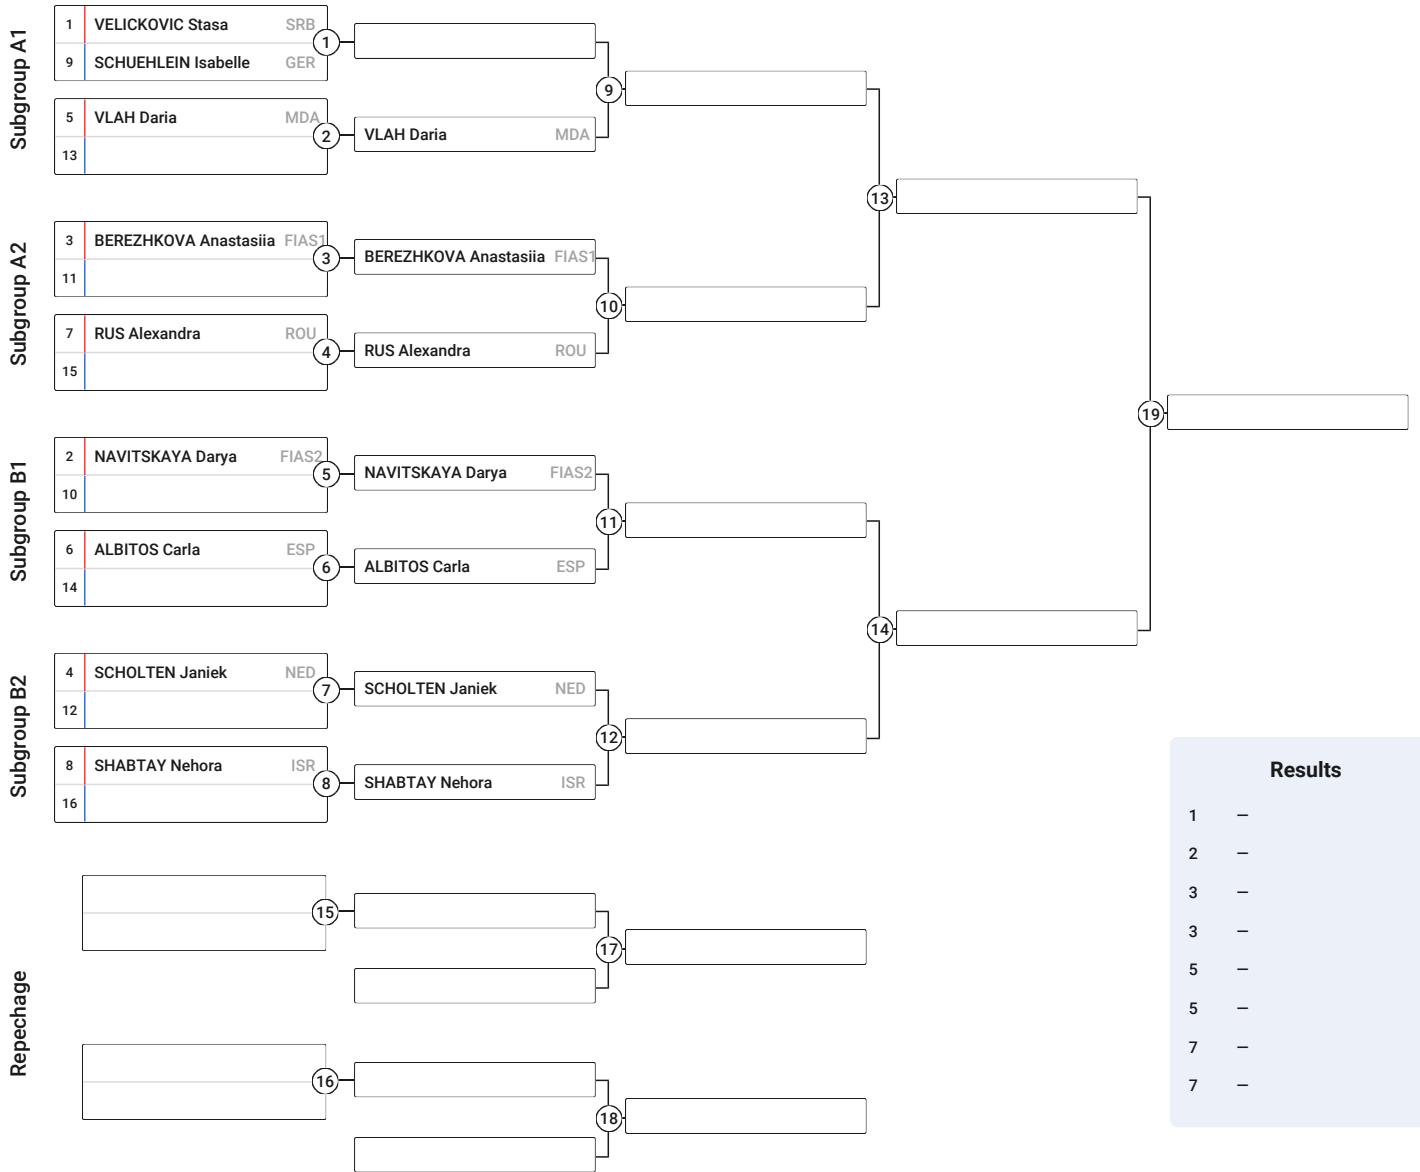 Subgroup A1
1 VELICKOVIC Stasa SRB
9 SCHUEHLEIN Isabelle GER
1
5 VLAH Daria MDA
13
2
VLAH Daria MDA
9
Subgroup A2
3 BEREZHKOVA Anastasiia FIAS1
11
3
BEREZHKOVA Anastasiia FIAS1
7 RUS Alexandra ROU
15
4
RUS Alexandra ROU
10
13
Subgroup B1
2 NAVITSKAYA Darya FIAS2
10
5
NAVITSKAYA Darya FIAS2
6 ALBITOS Carla ESP
14
6
ALBITOS Carla ESP
11
Subgroup B2
4 SCHOLTEN Janiek NED
12
7
SCHOLTEN Janiek NED
8 SHABTAY Nehora ISR
16
8
SHABTAY Nehora ISR
12
14
19
Repechage
15
17
16
18
Results
1 –
2 –
3 –
3 –
5 –
5 –
7 –
7 –